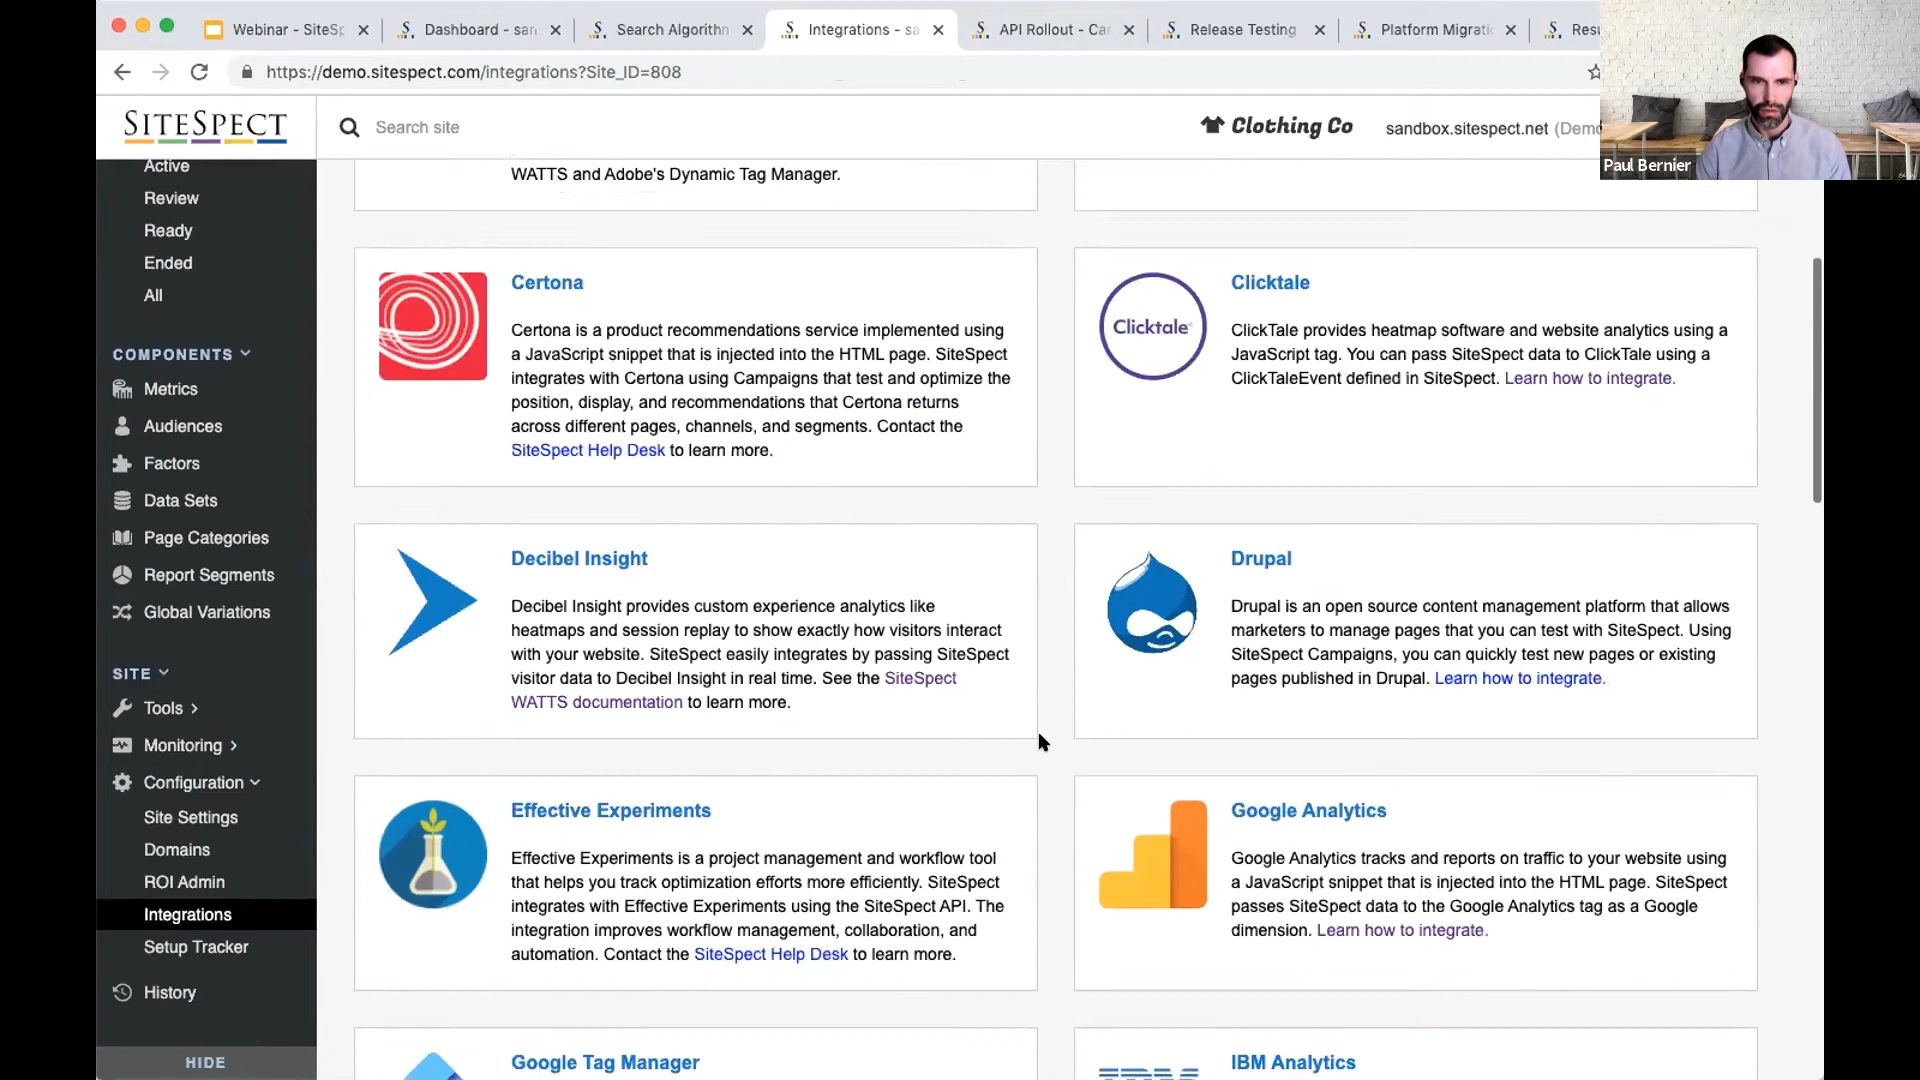 Webinar - SiteSp
Dashboard - san
Search Algorithm
Integrations - sa
API Rollout - Car
Release Testing
Platform Migrati
Resu
https://demo.sitespect.com/integrations?Site_ID=808
SITESPECT
Search site
Clothing Co
sandbox.sitespect.net (Demo
Paul Bernier
Active
Review
Ready
Ended
All
COMPONENTS
Metrics
Audiences
Factors
Data Sets
Page Categories
Report Segments
Global Variations
SITE
Tools
Monitoring
Configuration
Site Settings
Domains
ROI Admin
Integrations
Setup Tracker
History
HIDE
WATTS and Adobe's Dynamic Tag Manager.
Certona
Certona is a product recommendations service implemented using
a JavaScript snippet that is injected into the HTML page. SiteSpect
integrates with Certona using Campaigns that test and optimize the
position, display, and recommendations that Certona returns
across different pages, channels, and segments. Contact the
SiteSpect Help Desk to learn more.
Clicktale
Clicktale
ClickTale provides heatmap software and website analytics using a
JavaScript tag. You can pass SiteSpect data to ClickTale using a
ClickTaleEvent defined in SiteSpect. Learn how to integrate.
Decibel Insight
Decibel Insight provides custom experience analytics like
heatmaps and session replay to show exactly how visitors interact
with your website. SiteSpect easily integrates by passing SiteSpect
visitor data to Decibel Insight in real time. See the SiteSpect
WATTS documentation to learn more.
Drupal
Drupal is an open source content management platform that allows
marketers to manage pages that you can test with SiteSpect. Using
SiteSpect Campaigns, you can quickly test new pages or existing
pages published in Drupal. Learn how to integrate.
Effective Experiments
Effective Experiments is a project management and workflow tool
that helps you track optimization efforts more efficiently. SiteSpect
integrates with Effective Experiments using the SiteSpect API. The
integration improves workflow management, collaboration, and
automation. Contact the SiteSpect Help Desk to learn more.
Google Analytics
Google Analytics tracks and reports on traffic to your website using
a JavaScript snippet that is injected into the HTML page. SiteSpect
passes SiteSpect data to the Google Analytics tag as a Google
dimension. Learn how to integrate.
Google Tag Manager
IBM
IBM Analytics